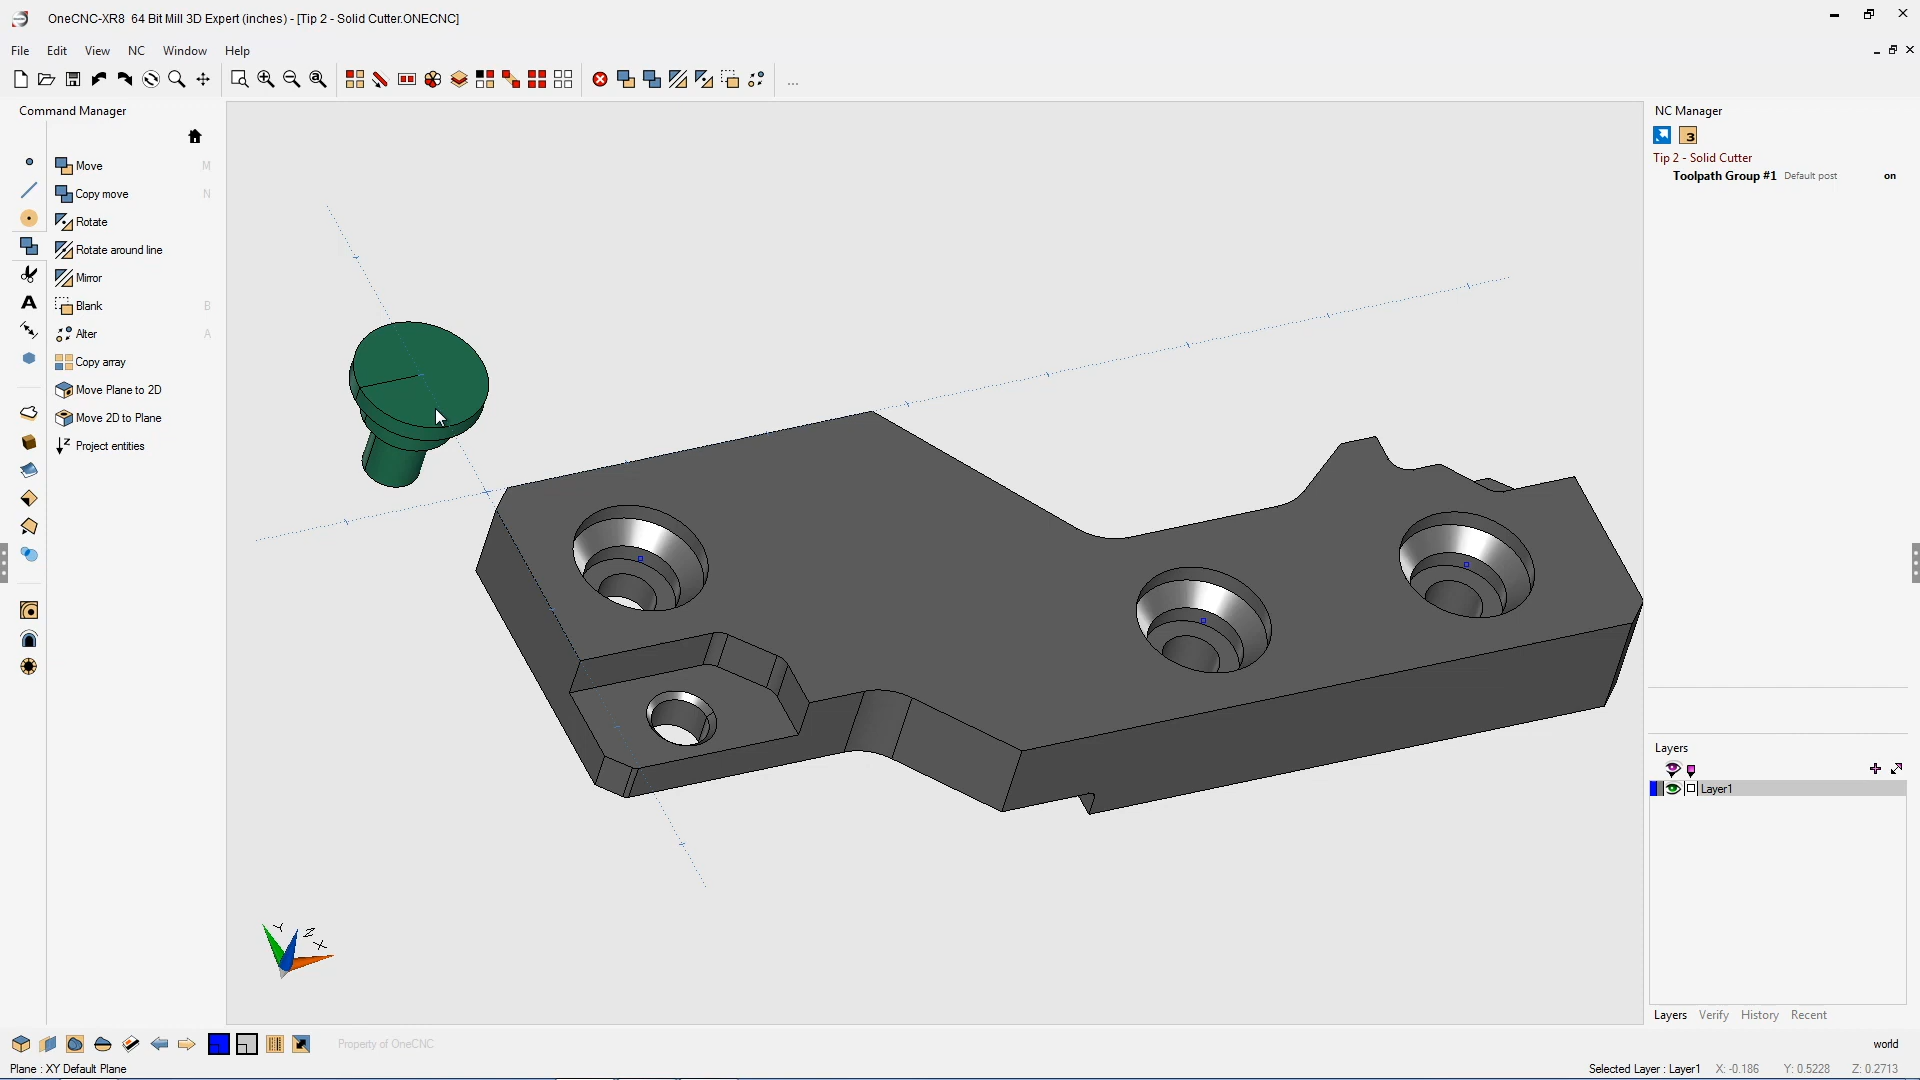 OneCNC-XR8 64 Bit Mill 3D Expert (inches) - [Tip 2 - Solid Cutter.ONECNC]
File Edit View NC Window Help
...
Command Manager
Move M
Copy move N
Rotate
Rotate around line
Mirror
Blank B
Alter A
Copy array
Move Plane to 2D
Move 2D to Plane
Project entities
Y Z X
NC Manager
3
Tip 2 - Solid Cutter
Toolpath Group #1 Default post on
Layers
Layer1
Layers Verify History Recent
Property of OneCNC
world
Plane : XY Default Plane
Selected Layer : Layer1 X: -0.186 Y: 0.5228 Z: 0.2713